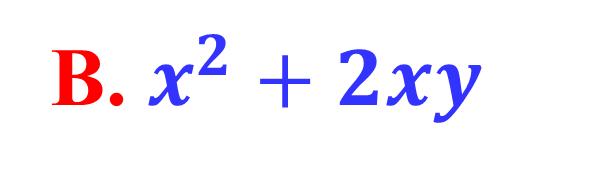 B. x² + 2xy